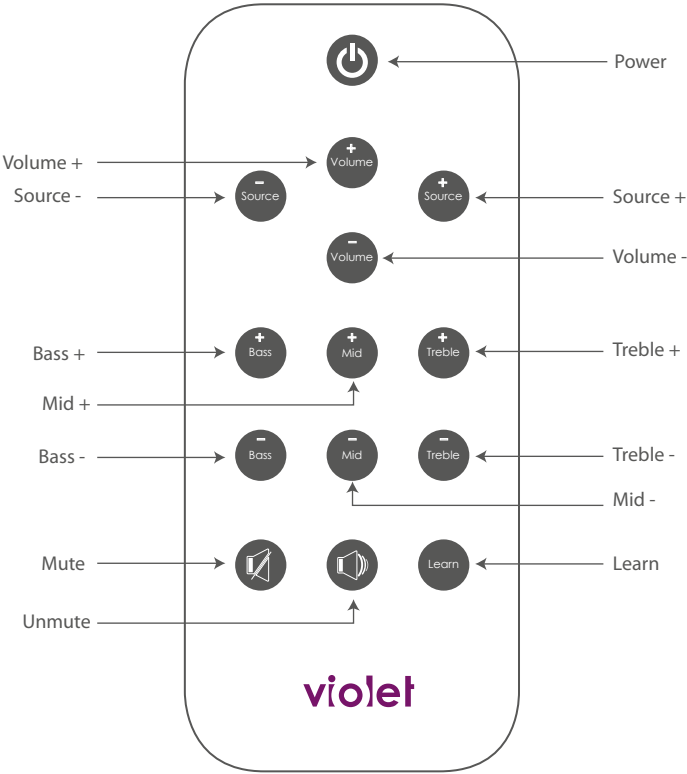 Power
Volume +
+
Volume
Source -
-
Source
+
Source
Source +
-
Volume
Volume -
Bass +
+
Bass
+
Mid
+
Treble
Treble +
Mid +
Bass -
-
Bass
-
Mid
-
Treble
Treble -
Mid -
Mute
Learn
Learn
Unmute
violet